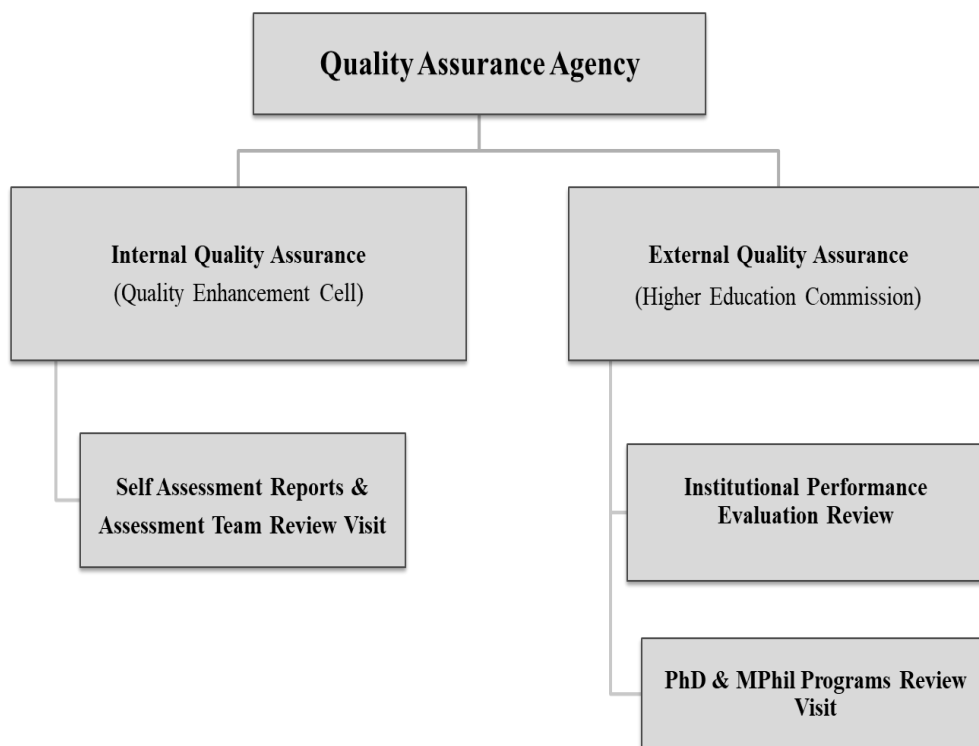 Quality Assurance Agency
Internal Quality Assurance
(Quality Enhancement Cell)
External Quality Assurance
(Higher Education Commission)
Self Assessment Reports &
Assessment Team Review Visit
Institutional Performance
Evaluation Review
PhD & MPhil Programs Review
Visit